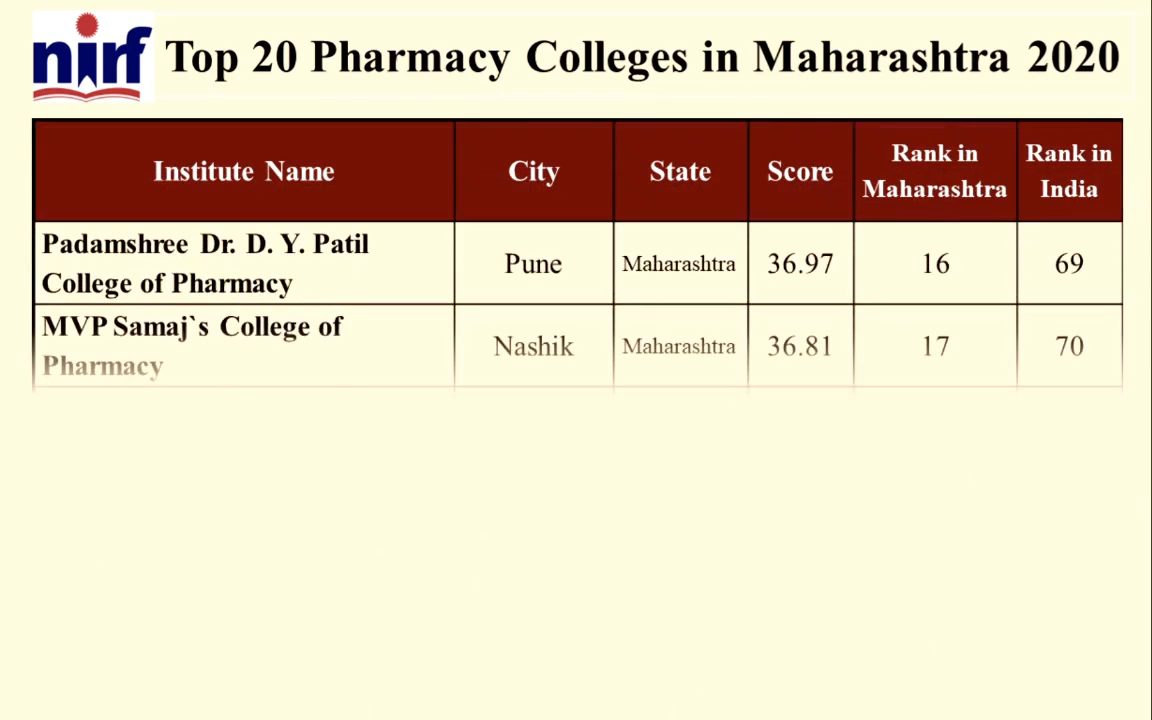 nirf Top 20 Pharmacy Colleges in Maharashtra 2020
Institute Name City State Score Rank in Maharashtra Rank in India
Padamshree Dr. D. Y. Patil
College of Pharmacy Pune Maharashtra 36.97 16 69
MVP Samaj`s College of
Pharmacy Nashik Maharashtra 36.81 17 70